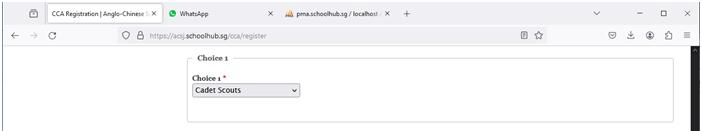 CCA Registration | Anglo-Chinese S
WhatsApp
pma.schoolhub.sg / localhost /
https://acsj.schoolhub.sg/cca/register
Choice 1
Choice 1 *
Cadet Scouts